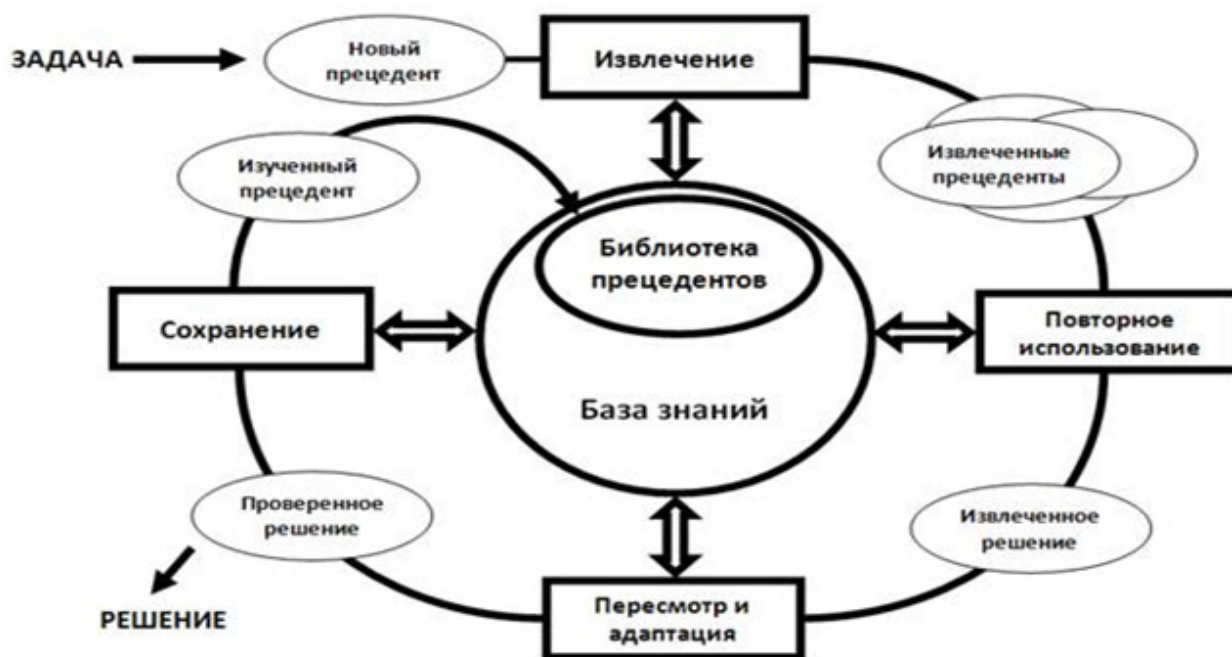 ЗАДАЧА
Новый
прецедент
Извлечение
Изученный
прецедент
Извлеченные
прецеденты
Библиотека
прецедентов
Сохранение
Повторное
использование
База знаний
Проверенное
решение
Извлеченное
решение
РЕШЕНИЕ
Пересмотр и
адаптация